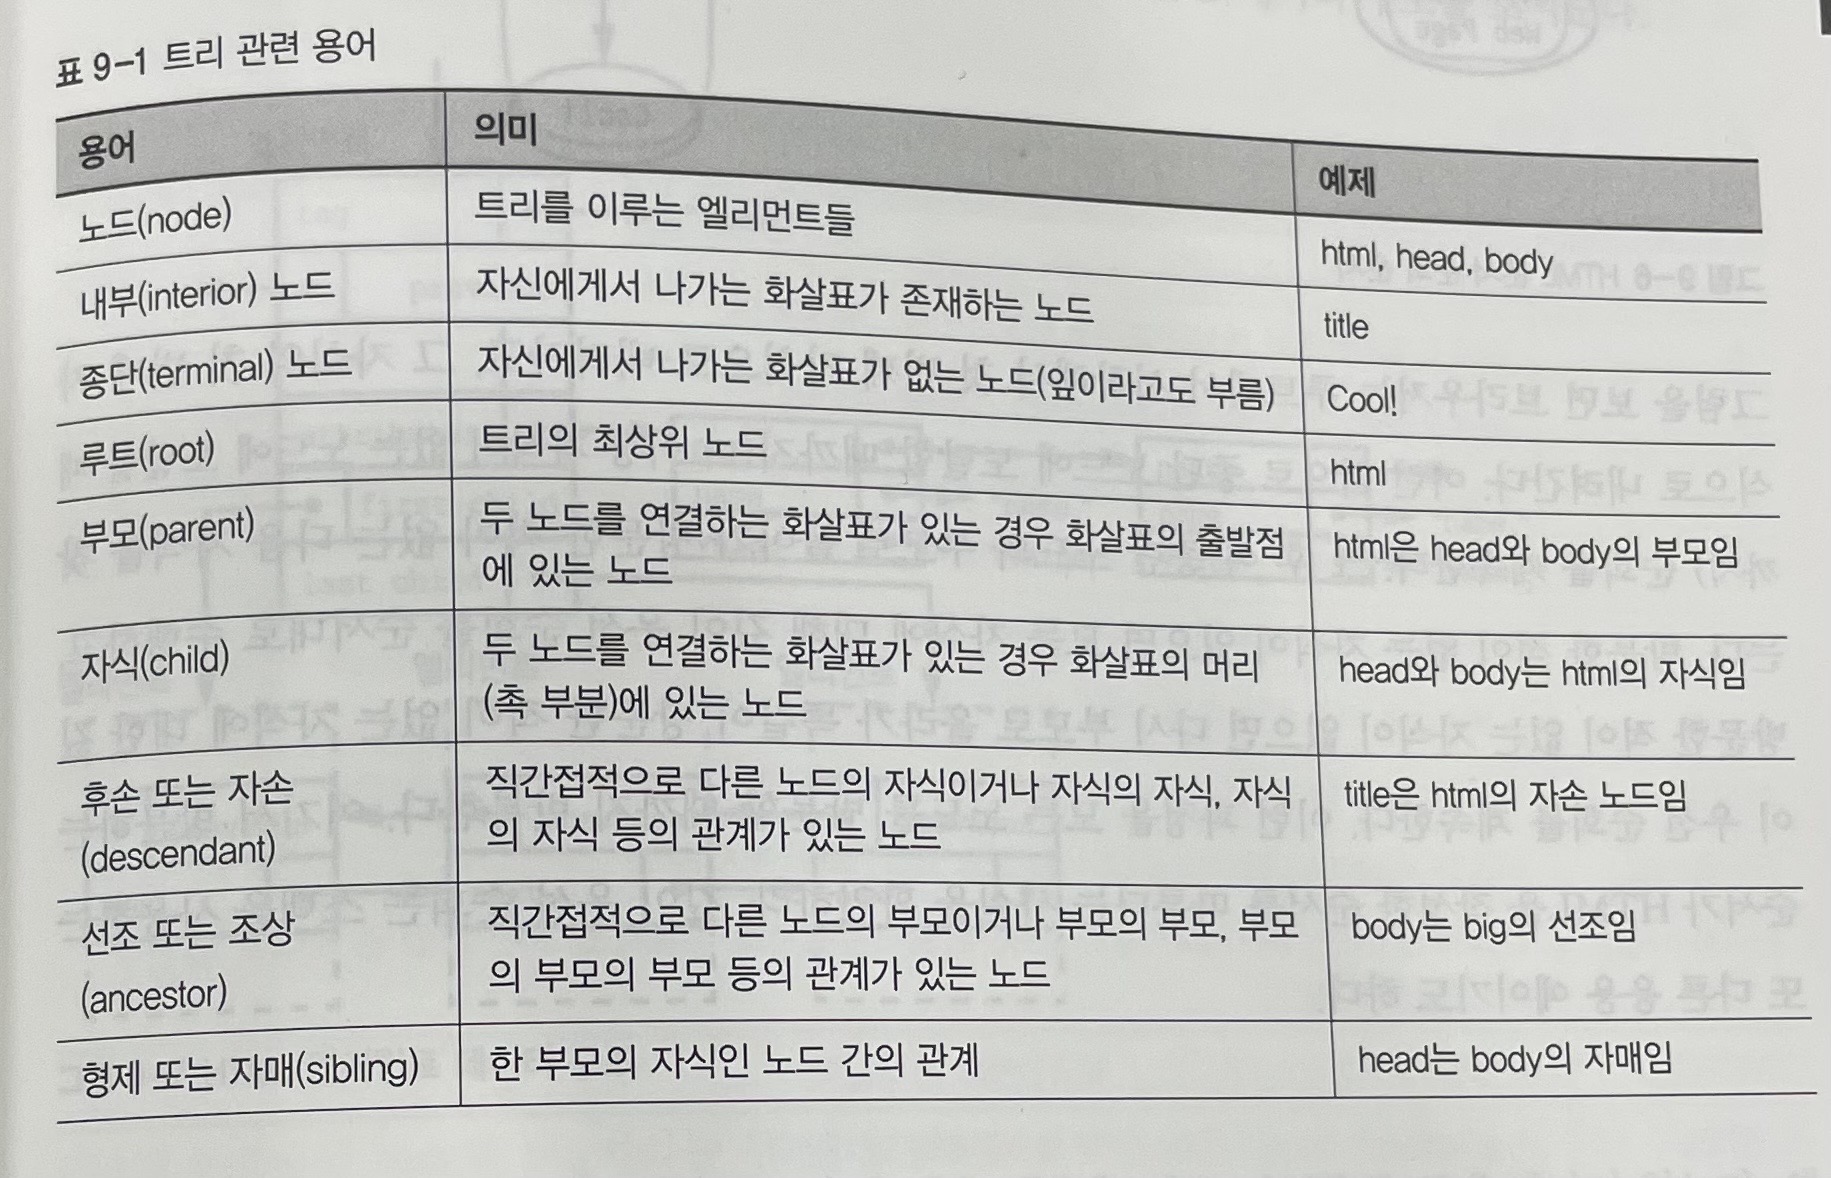 표 9-1 트리 관련 용어
용어 의미 예제
노드(node) 트리를 이루는 엘리먼트들 html, head, body
내부(interior) 노드 자신에게서 나가는 화살표가 존재하는 노드 title
종단(terminal) 노드 자신에게서 나가는 화살표가 없는 노드(잎이라고도 부름) Cool!
루트(root) 트리의 최상위 노드 html
부모(parent) 두 노드를 연결하는 화살표가 있는 경우 화살표의 출발점 html은 head와 body의 부모임
에 있는 노드
자식(child) 두 노드를 연결하는 화살표가 있는 경우 화살표의 머리 head와 body는 html의 자식임
(촉 부분)에 있는 노드
후손 또는 자손 직간접적으로 다른 노드의 자식이거나 자식의 자식, 자식 title은 html의 자손 노드임
(descendant) 의 자식 등의 관계가 있는 노드
선조 또는 조상 직간접적으로 다른 노드의 부모이거나 부모의 부모, 부모 body는 big의 선조임
(ancestor) 의 부모의 부모 등의 관계가 있는 노드
형제 또는 자매(sibling) 한 부모의 자식인 노드 간의 관계 head는 body의 자매임